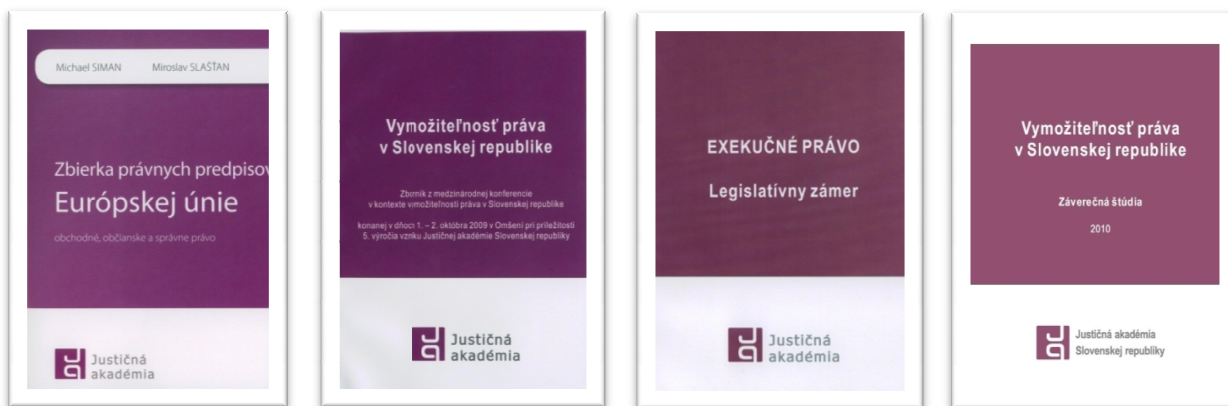 Michael SIMAN Miroslav SLAŠŤAN
Zbierka právnych predpisov
Európskej únie
obchodné, občianske a správne právo
Justičná
akadémia
Vymožiteľnosť práva
v Slovenskej republike
Zborník z medzinárodnej konferencie
v kontexte vymožiteľnosti práva v Slovenskej republike
konanej v dňoch 1. – 2. októbra 2009 v Omšení pri príležitosti
5. výročia vzniku Justičnej akadémie Slovenskej republiky
Justičná
akadémia
EXEKUČNÉ PRÁVO
Legislatívny zámer
Justičná
akadémia
Vymožiteľnosť práva
v Slovenskej republike
Záverečná štúdia
2010
Justičná akadémia
Slovenskej republiky